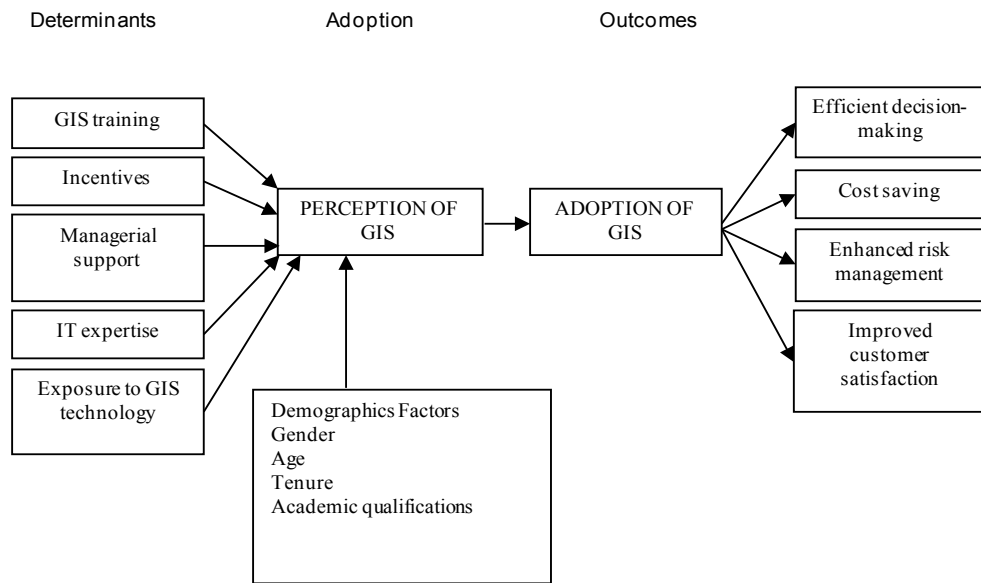 Determinants
Adoption
Outcomes
GIS training
Incentives
Managerial
support
IT expertise
Exposure to GIS
technology
PERCEPTION OF
GIS
Demographics Factors
Gender
Age
Tenure
Academic qualifications
ADOPTION OF
GIS
Efficient decision-
making
Cost saving
Enhanced risk
management
Improved
customer
satisfaction